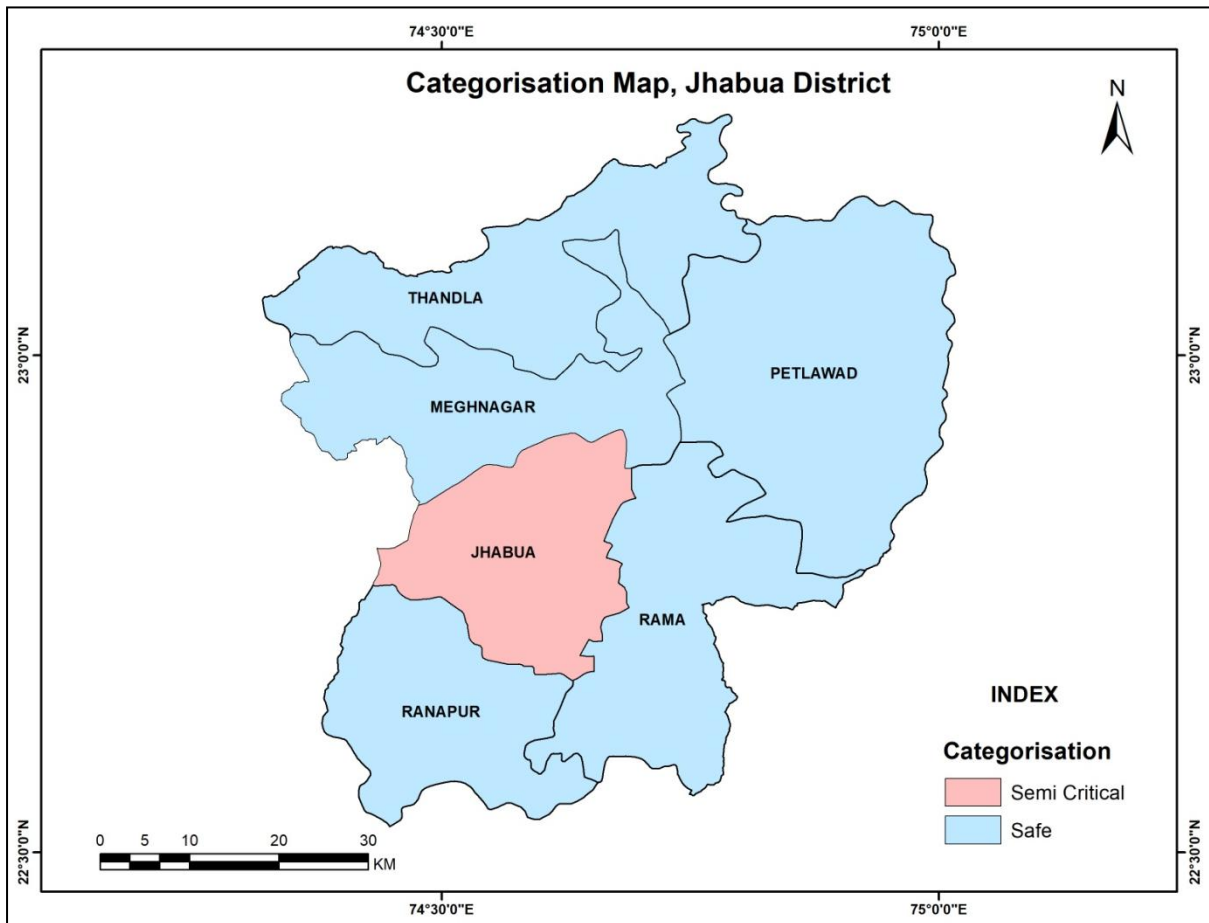 74°30'0"E 75°0'0"E
Categorisation Map, Jhabua District
N
THANDLA
23°0'0"N 23°0'0"N
PETLAWAD
MEGHNAGAR
JHABUA
RAMA
RANAPUR
INDEX
Categorisation
Semi Critical
Safe
0 5 10 20 30
KM
22°30'0"N 22°30'0"N
74°30'0"E 75°0'0"E